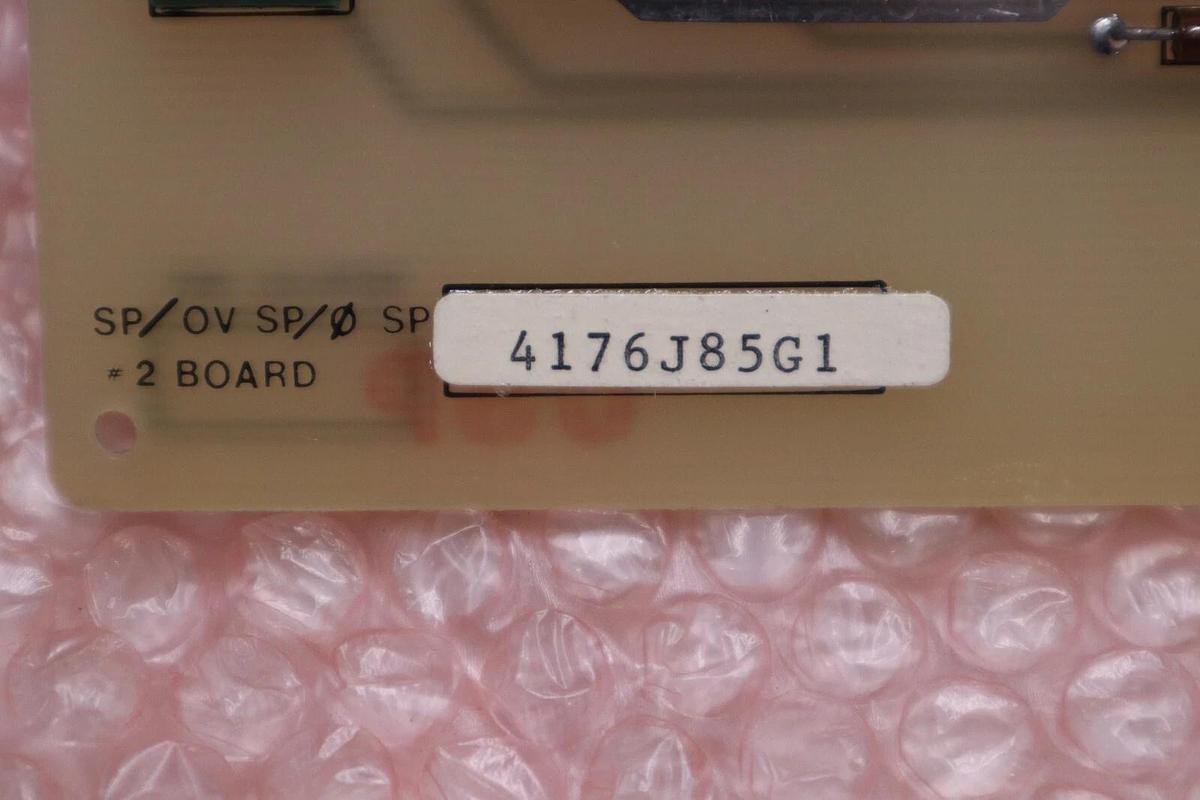 SP/OV SP/Ø SP
4176J85G1
#2 BOARD